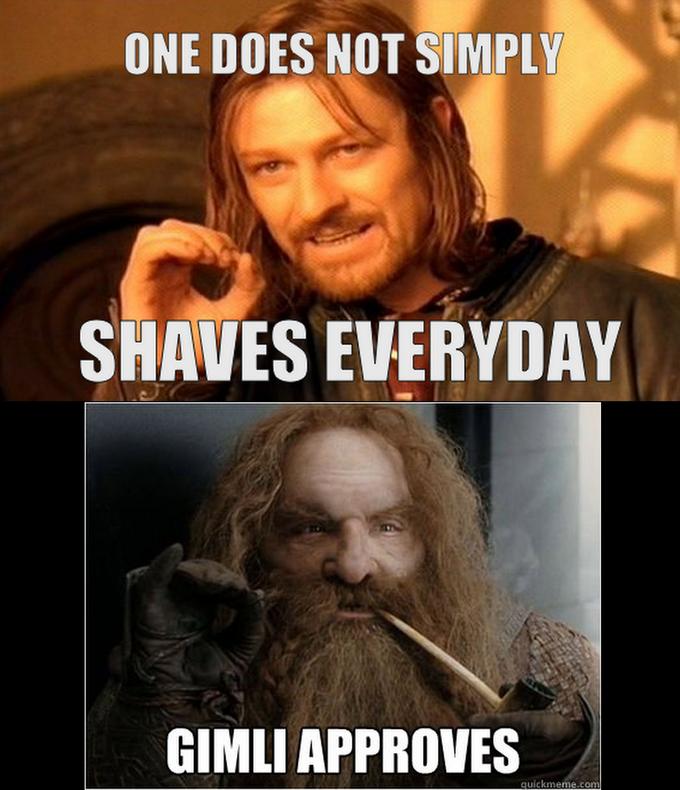 ONE DOES NOT SIMPLY
SHAVES EVERYDAY
GIMLI APPROVES
quickmeme.com